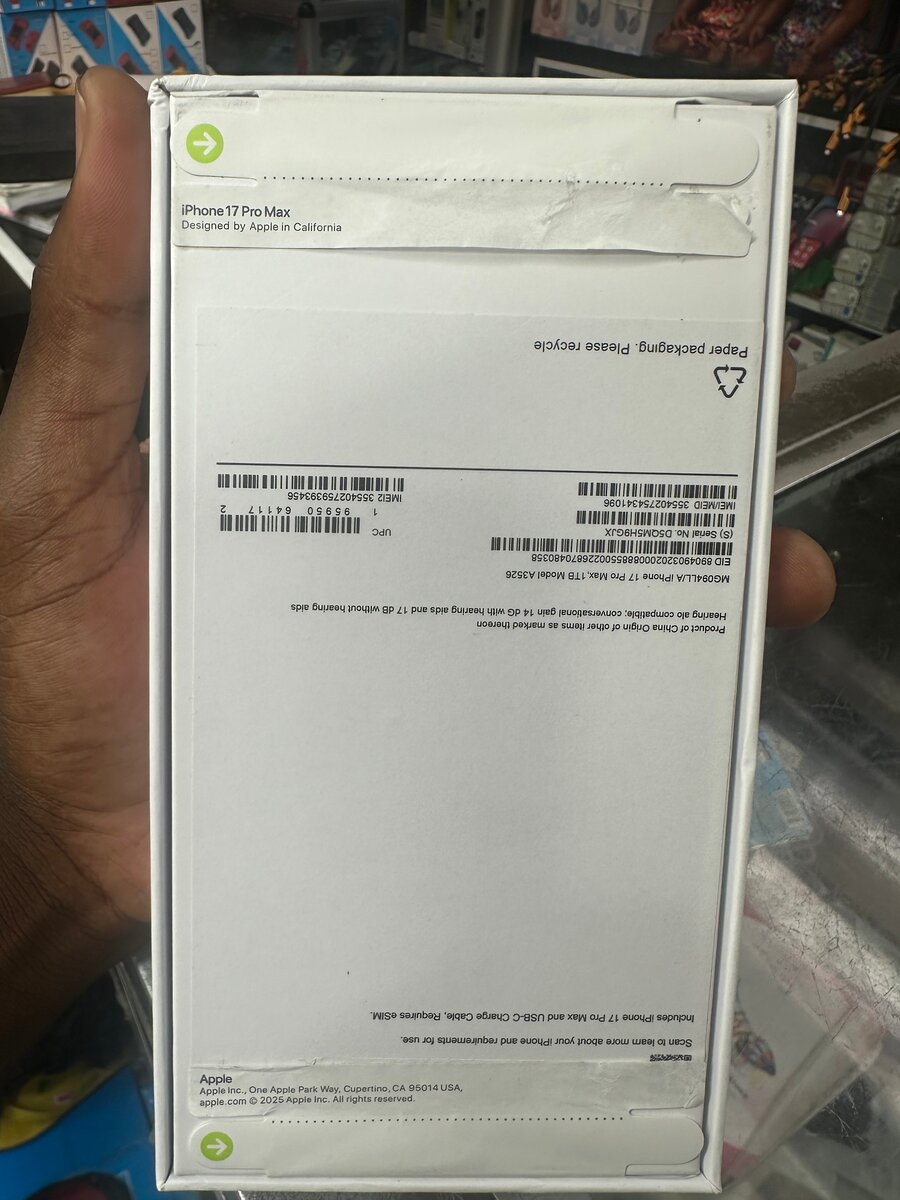 iPhone 17 Pro Max
Designed by Apple in California
Scan to learn more about your iPhone and requirements for use.
Includes iPhone 17 Pro Max and USB-C Charge Cable, Requires eSIM.
Product of China Origin of other items as marked thereon
Hearing alo compatible; conversational gain 14 dG with hearing aids and 17 dB without hearing aids
MG094LL/A iPhone 17 Pro Max,1TB Model A3526
EID 89049032020008885500226870480358
(S) Serial No. D5QM5H9GJX
IMEI/MEID 355402754341096
UPC
1 95950 64117 2
IMEI2 355402759393456
Paper packaging. Please recycle
Apple
Apple Inc., One Apple Park Way, Cupertino, CA 95014 USA,
apple.com © 2025 Apple Inc. All rights reserved.